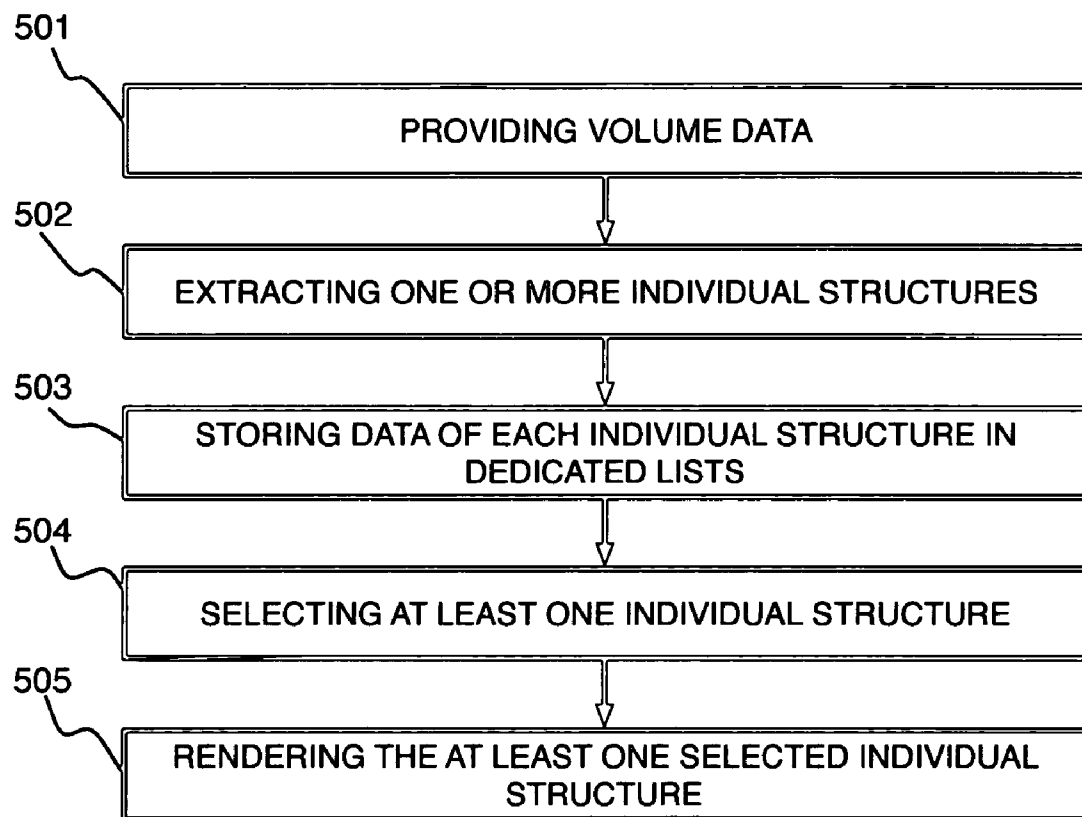 501
PROVIDING VOLUME DATA
502
EXTRACTING ONE OR MORE INDIVIDUAL STRUCTURES
503
STORING DATA OF EACH INDIVIDUAL STRUCTURE IN
DEDICATED LISTS
504
SELECTING AT LEAST ONE INDIVIDUAL STRUCTURE
505
RENDERING THE AT LEAST ONE SELECTED INDIVIDUAL
STRUCTURE